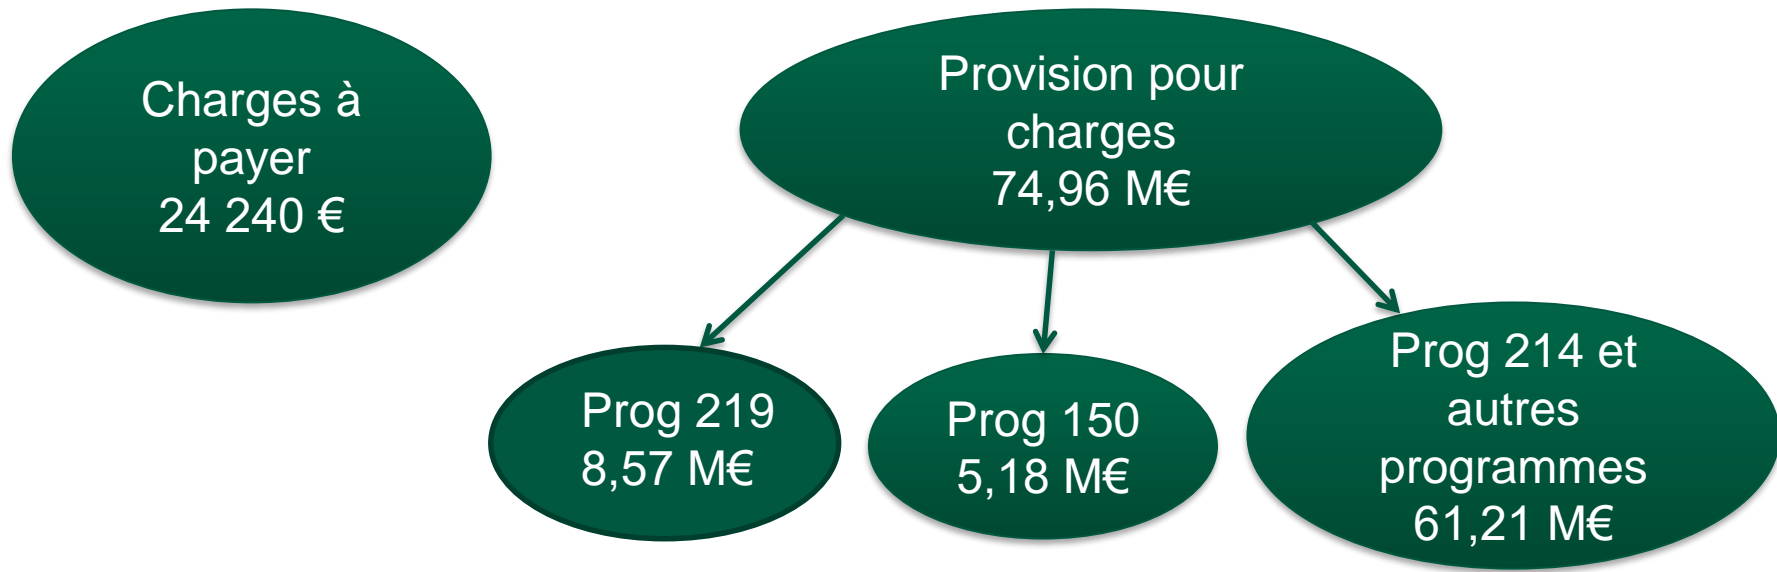 Charges à
payer
24 240 €
Provision pour
charges
74,96 M€
Prog 219
8,57 M€
Prog 150
5,18 M€
Prog 214 et
autres
programmes
61,21 M€